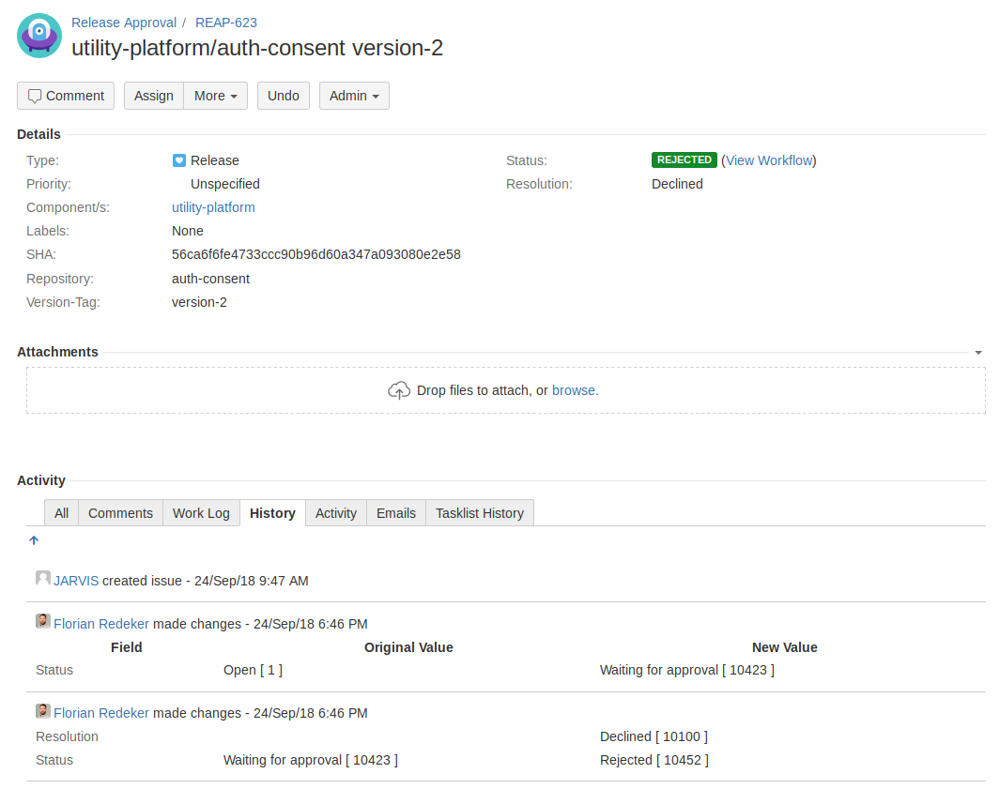 Release Approval / REAP-623
utility-platform/auth-consent version-2
Comment Assign More Undo Admin
Details
Type: Release Status: REJECTED (View Workflow)
Priority: Unspecified Resolution: Declined
Component/s: utility-platform
Labels: None
SHA: 56ca6f6fe4733ccc90b96d60a347a093080e2e58
Repository: auth-consent
Version-Tag: version-2
Attachments
Drop files to attach, or browse.
Activity
All Comments Work Log History Activity Emails Tasklist History
JARVIS created issue - 24/Sep/18 9:47 AM
Florian Redeker made changes - 24/Sep/18 6:46 PM
Field Original Value New Value
Status Open [ 1 ] Waiting for approval [ 10423 ]
Florian Redeker made changes - 24/Sep/18 6:46 PM
Resolution Declined [ 10100 ]
Status Waiting for approval [ 10423 ] Rejected [ 10452 ]